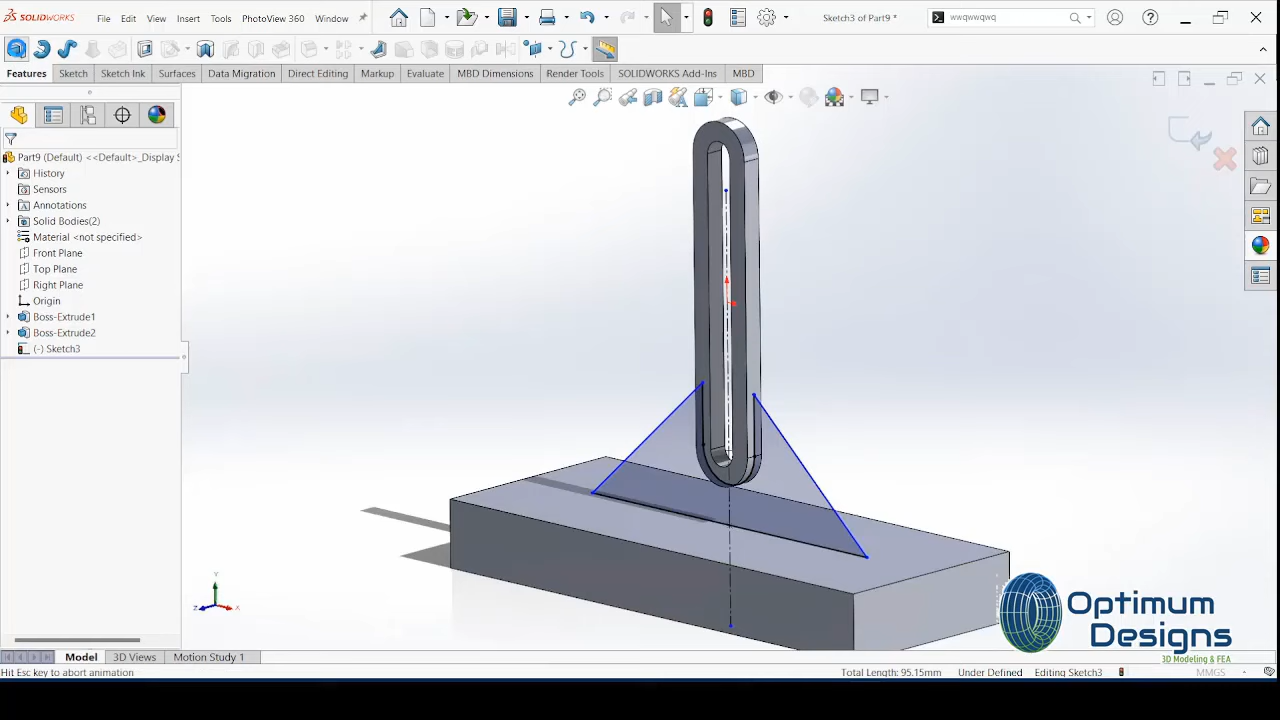 SOLIDWORKS
File
Edit
View
Insert
Tools
PhotoView 360
Window
Sketch3 of Part9 *
wwqwwqwq
Features
Sketch
Sketch Ink
Surfaces
Data Migration
Direct Editing
Markup
Evaluate
MBD Dimensions
Render Tools
SOLIDWORKS Add-Ins
MBD
Part9 (Default) <<Default>_Display S
History
Sensors
Annotations
Solid Bodies(2)
Material <not specified>
Front Plane
Top Plane
Right Plane
Origin
Boss-Extrude1
Boss-Extrude2
(-) Sketch3
Y
Z
X
Optimum
Designs
3D Modeling & FEA
Model
3D Views
Motion Study 1
Hit Esc key to abort animation
Total Length: 95.15mm
Under Defined
Editing Sketch3
MMGS